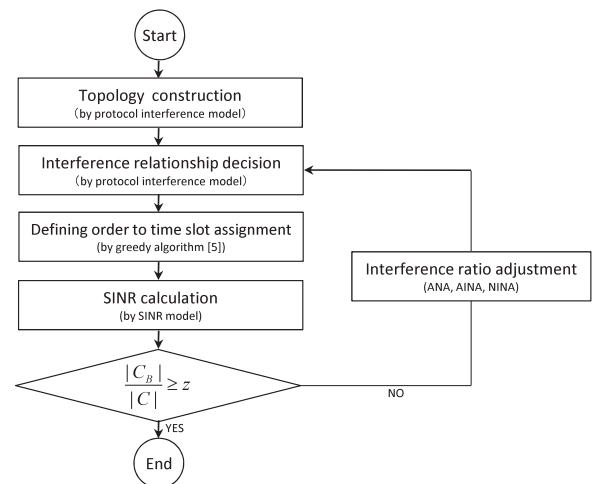 Start
Topology construction
(by protocol interference model)
Interference relationship decision
(by protocol interference model)
Defining order to time slot assignment
(by greedy algorithm [5])
Interference ratio adjustment
(ANA, AINA, NINA)
SINR calculation
(by SINR model)
|C_B| / |C| ≥ z
NO
YES
End